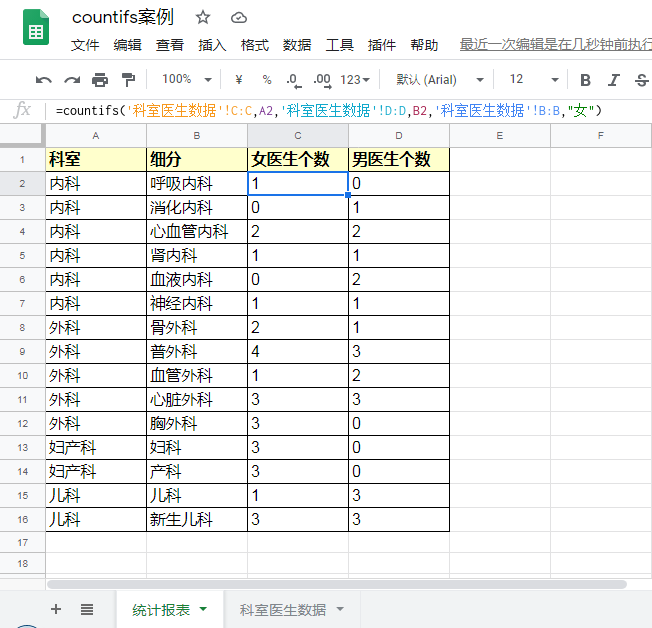 countifs案例
文件 编辑 查看 插入 格式 数据 工具 插件 帮助 最近一次编辑是在几秒钟前执行
100% ¥ % .0 .00 123 默认 (Arial) 12 B I S
fx =countifs('科室医生数据'!C:C,A2,'科室医生数据'!D:D,B2,'科室医生数据'!B:B,"女")
A B C D E F
1 科室 细分 女医生个数 男医生个数
2 内科 呼吸内科 1 0
3 内科 消化内科 0 1
4 内科 心血管内科 2 2
5 内科 肾内科 1 1
6 内科 血液内科 0 2
7 内科 神经内科 1 1
8 外科 骨外科 2 1
9 外科 普外科 4 3
10 外科 血管外科 1 2
11 外科 心脏外科 3 3
12 外科 胸外科 3 0
13 妇产科 妇科 3 0
14 妇产科 产科 3 0
15 儿科 儿科 1 3
16 儿科 新生儿科 3 3
17
18
统计报表 科室医生数据